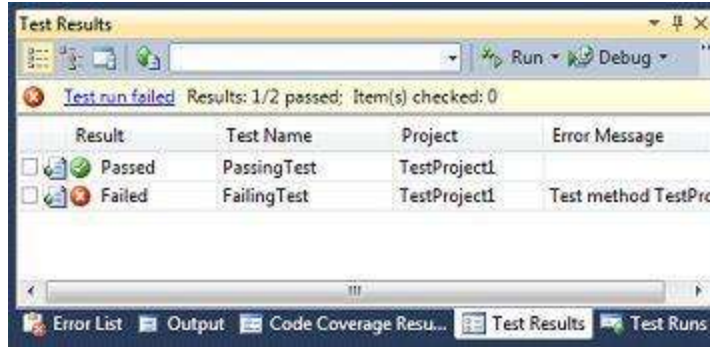 Test Results
Run Debug
Test run failed Results: 1/2 passed; Item(s) checked: 0
Result Test Name Project Error Message
Passed PassingTest TestProject1
Failed FailingTest TestProject1 Test method TestPro
Error List Output Code Coverage Resu... Test Results Test Runs